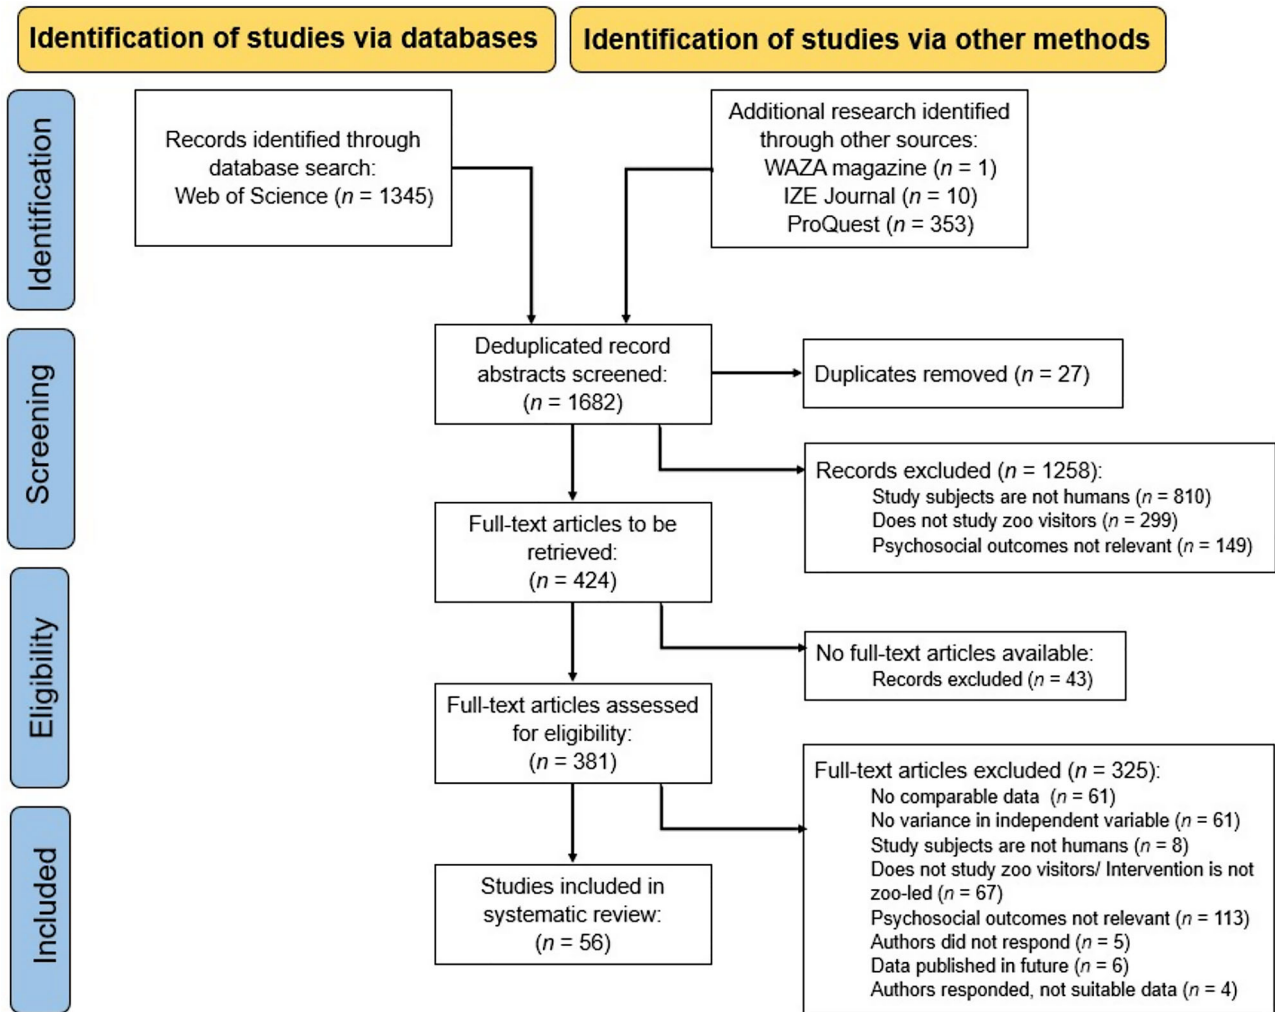 Identification of studies via databases
Identification of studies via other methods
Identification
Records identified through
database search:
Web of Science (n = 1345)
Additional research identified
through other sources:
WAZA magazine (n = 1)
IZE Journal (n = 10)
ProQuest (n = 353)
Screening
Deduplicated record
abstracts screened:
(n = 1682)
Duplicates removed (n = 27)
Records excluded (n = 1258):
Study subjects are not humans (n = 810)
Does not study zoo visitors (n = 299)
Psychosocial outcomes not relevant (n = 149)
Full-text articles to be
retrieved:
(n = 424)
Eligibility
No full-text articles available:
Records excluded (n = 43)
Full-text articles assessed
for eligibility:
(n = 381)
Full-text articles excluded (n = 325):
No comparable data  (n = 61)
No variance in independent variable (n = 61)
Study subjects are not humans (n = 8)
Does not study zoo visitors/ Intervention is not
zoo-led (n = 67)
Psychosocial outcomes not relevant (n = 113)
Authors did not respond (n = 5)
Data published in future (n = 6)
Authors responded, not suitable data (n = 4)
Included
Studies included in
systematic review:
(n = 56)